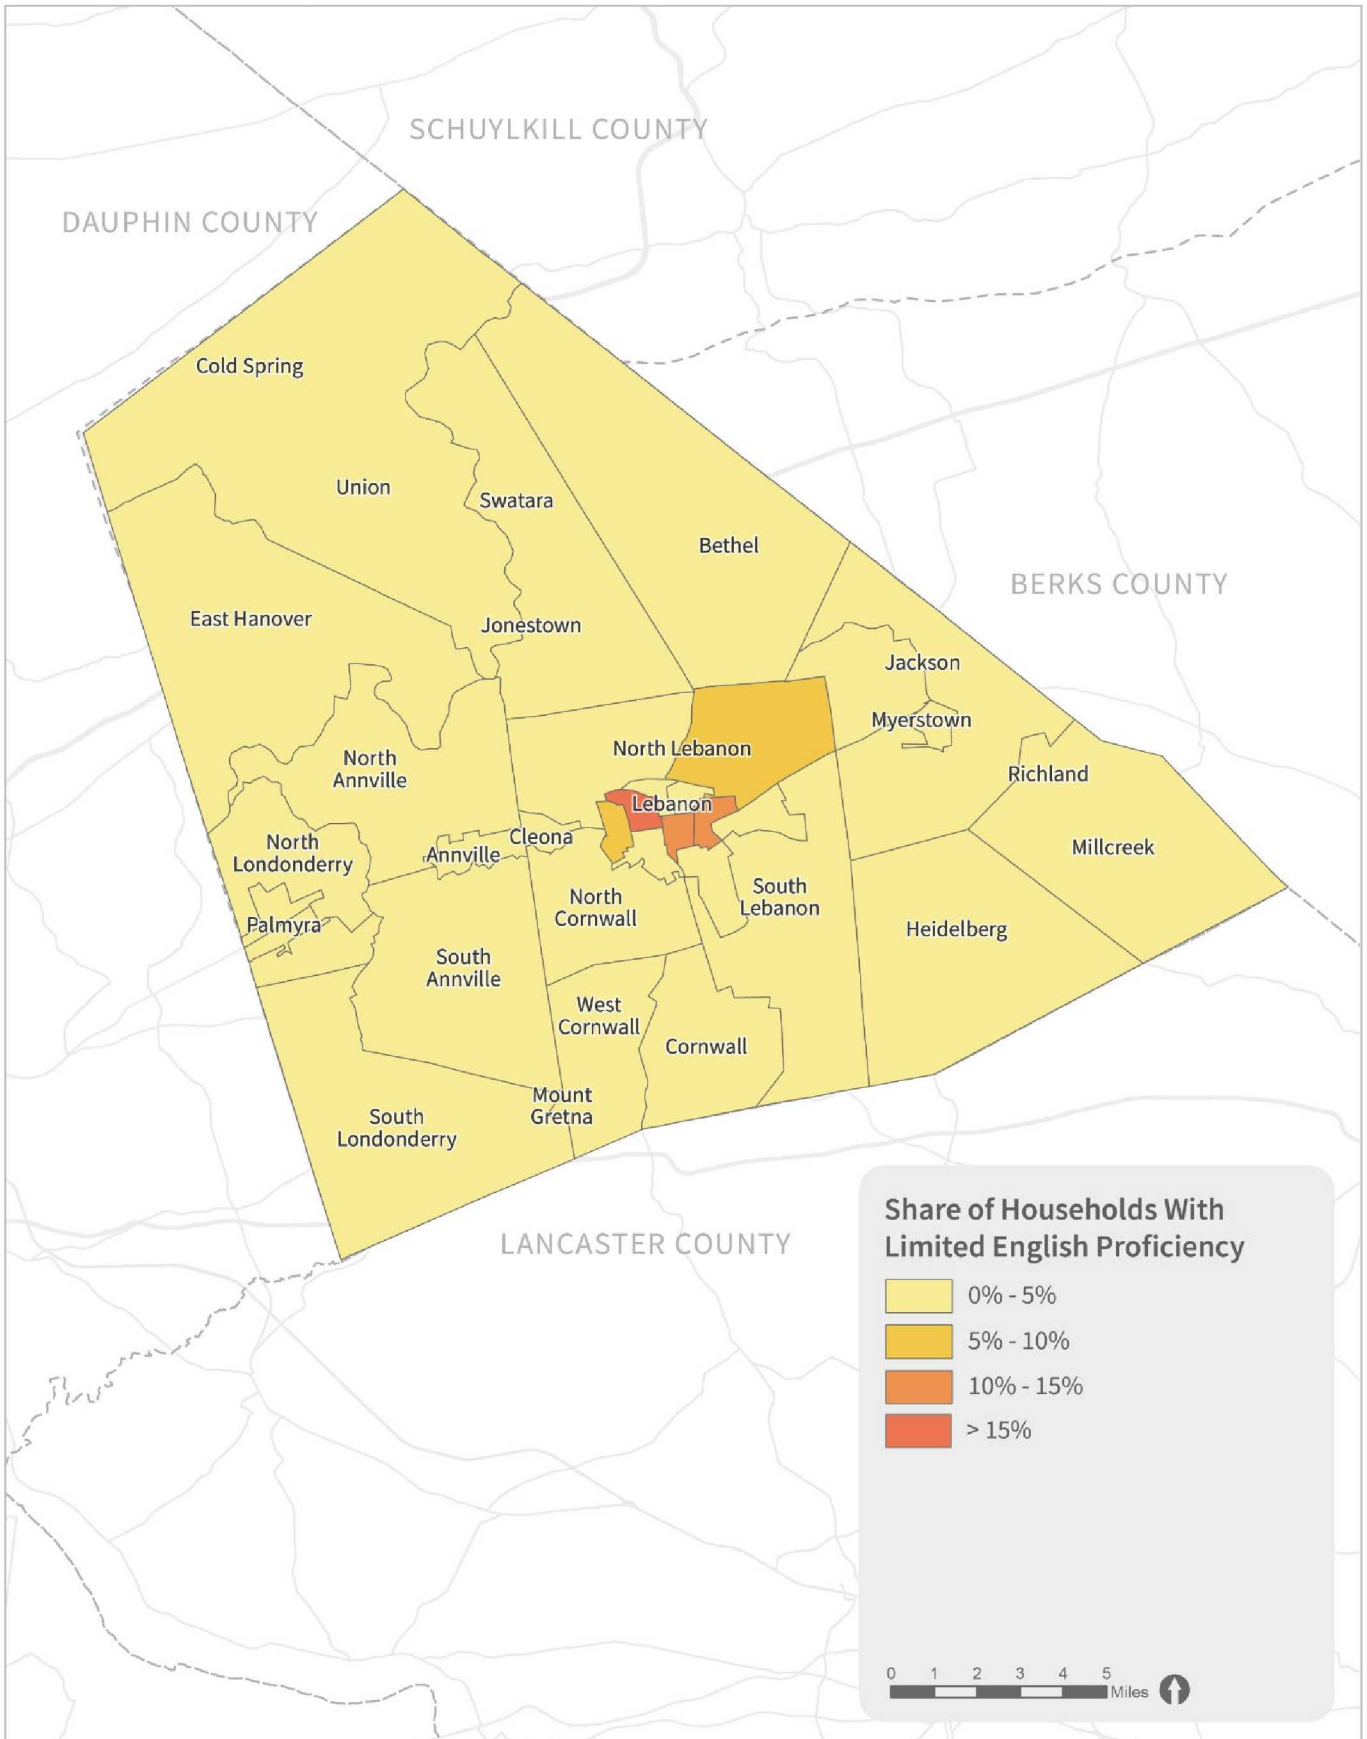 SCHUYLKILL COUNTY
DAUPHIN COUNTY
Cold Spring
Union
Swatara
Bethel
BERKS COUNTY
East Hanover
Jonestown
Jackson
Myerstown
North Lebanon
North
Annville
Richland
Lebanon
Cleona
North
Londonderry
Annville
Millcreek
South
Lebanon
North
Cornwall
Palmyra
Heidelberg
South
Annville
West
Cornwall
Cornwall
Mount
Gretna
South
Londonderry
LANCASTER COUNTY
Share of Households With
Limited English Proficiency
0% - 5%
5% - 10%
10% - 15%
> 15%
0 1 2 3 4 5
Miles